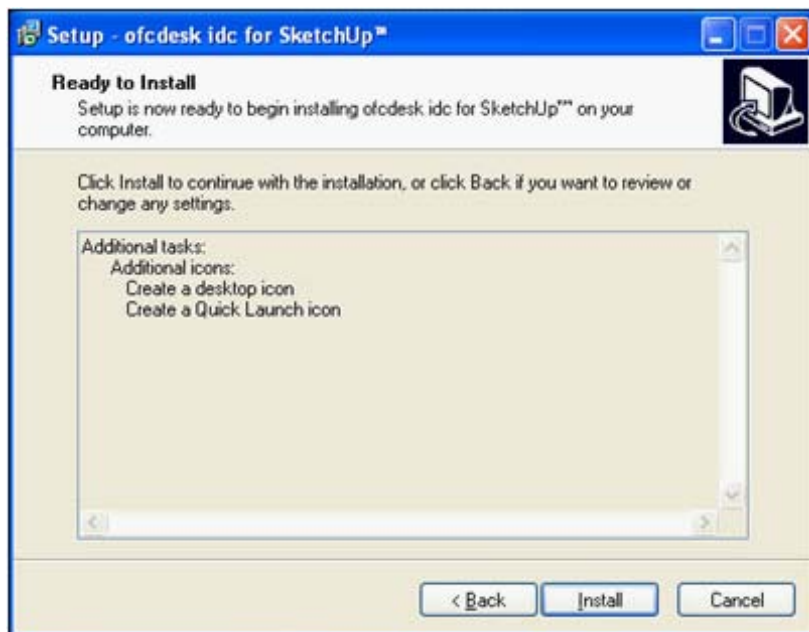 Setup - ofcdesk idc for SketchUp™
Ready to Install
Setup is now ready to begin installing ofcdesk idc for SketchUp™ on your
computer.
Click Install to continue with the installation, or click Back if you want to review or
change any settings.
Additional tasks:
Additional icons:
Create a desktop icon
Create a Quick Launch icon
< Back
Install
Cancel